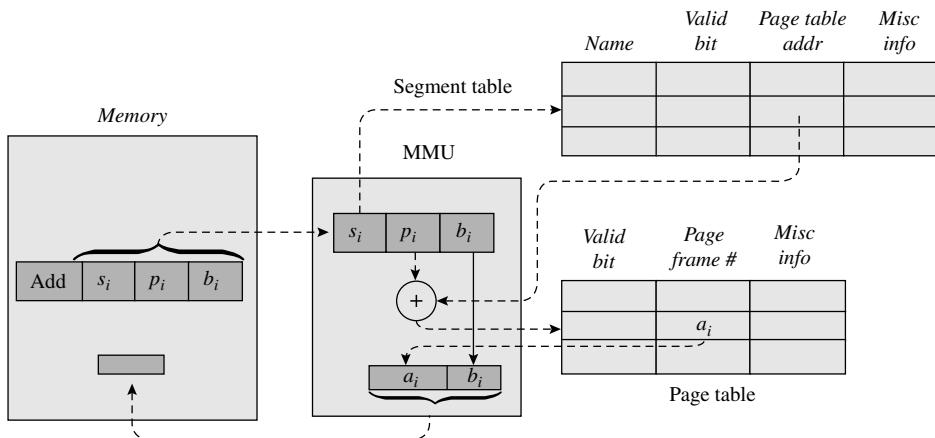 Name Valid bit Page table addr Misc info
Segment table
Memory
MMU
s_i p_i b_i
Add s_i p_i b_i
+
Valid bit Page frame # Misc info
a_i
a_i b_i
Page table